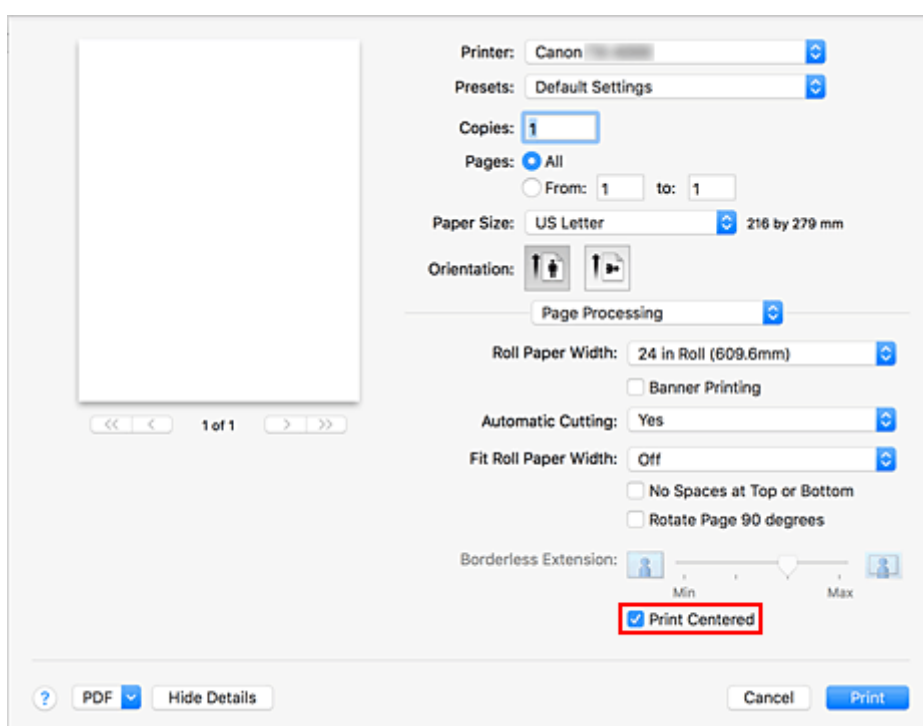 Printer: Canon
Presets: Default Settings
Copies: 1
Pages: All
From: 1 to: 1
Paper Size: US Letter 216 by 279 mm
Orientation:
Page Processing
Roll Paper Width: 24 in Roll (609.6mm)
Banner Printing
<< < 1 of 1 > >>
Automatic Cutting: Yes
Fit Roll Paper Width: Off
No Spaces at Top or Bottom
Rotate Page 90 degrees
Borderless Extension:
Min Max
Print Centered
? PDF Hide Details Cancel Print